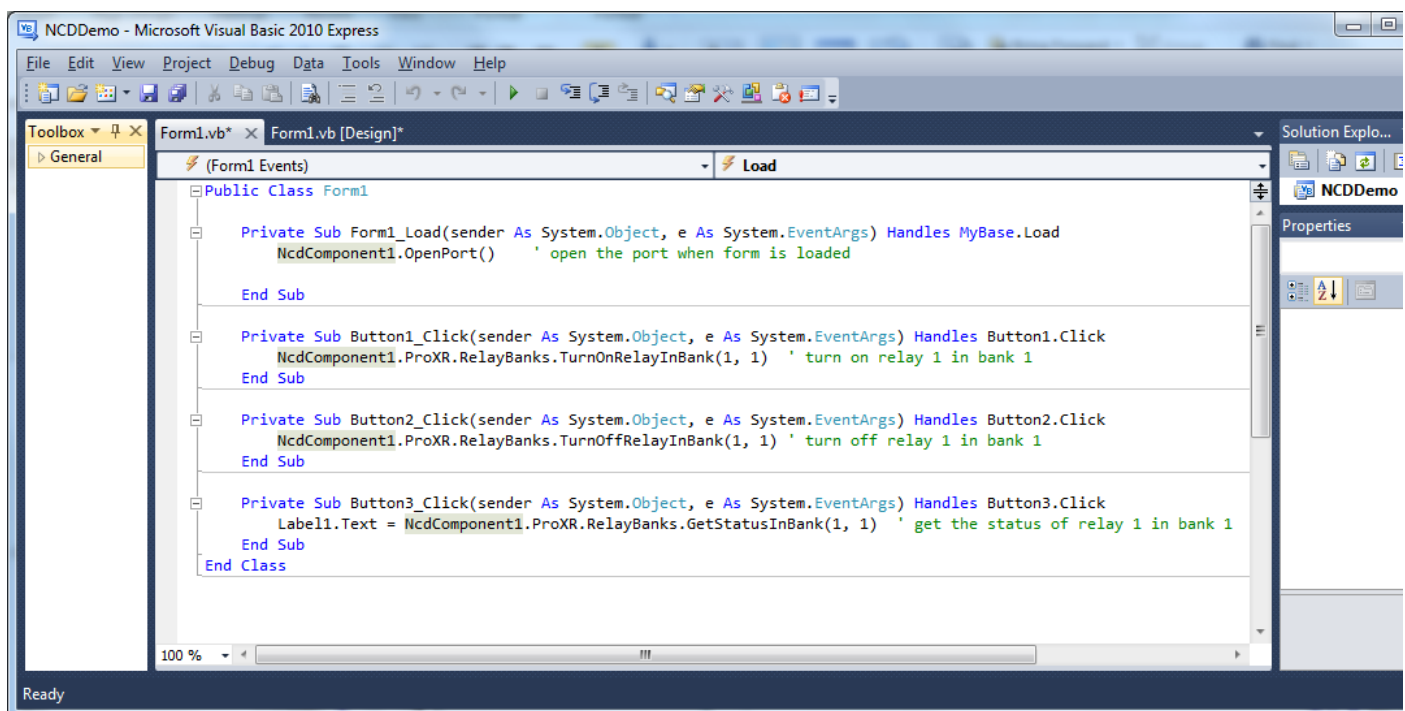 NCDDemo - Microsoft Visual Basic 2010 Express
File Edit View Project Debug Data Tools Window Help
Toolbox
Form1.vb* Form1.vb [Design]*
Solution Explo...
General
(Form1 Events) Load
NCDDemo
Properties
Public Class Form1
Private Sub Form1_Load(sender As System.Object, e As System.EventArgs) Handles MyBase.Load
NcdComponent1.OpenPort() ' open the port when form is loaded
End Sub
Private Sub Button1_Click(sender As System.Object, e As System.EventArgs) Handles Button1.Click
NcdComponent1.ProXR.RelayBanks.TurnOnRelayInBank(1, 1) ' turn on relay 1 in bank 1
End Sub
Private Sub Button2_Click(sender As System.Object, e As System.EventArgs) Handles Button2.Click
NcdComponent1.ProXR.RelayBanks.TurnOffRelayInBank(1, 1) ' turn off relay 1 in bank 1
End Sub
Private Sub Button3_Click(sender As System.Object, e As System.EventArgs) Handles Button3.Click
Label1.Text = NcdComponent1.ProXR.RelayBanks.GetStatusInBank(1, 1) ' get the status of relay 1 in bank 1
End Sub
End Class
100 %
Ready